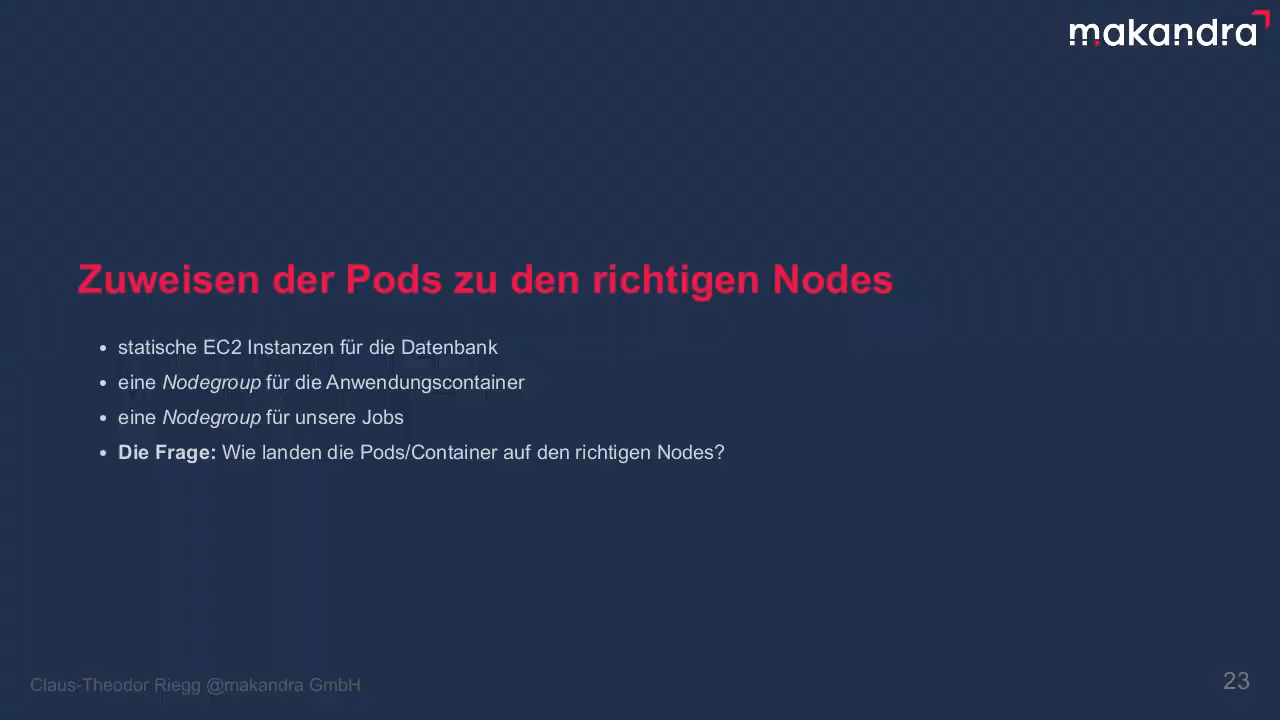 makandra
Zuweisen der Pods zu den richtigen Nodes
• statische EC2 Instanzen für die Datenbank
• eine Nodegroup für die Anwendungscontainer
• eine Nodegroup für unsere Jobs
• Die Frage: Wie landen die Pods/Container auf den richtigen Nodes?
Claus-Theodor Riegg @makandra GmbH
23